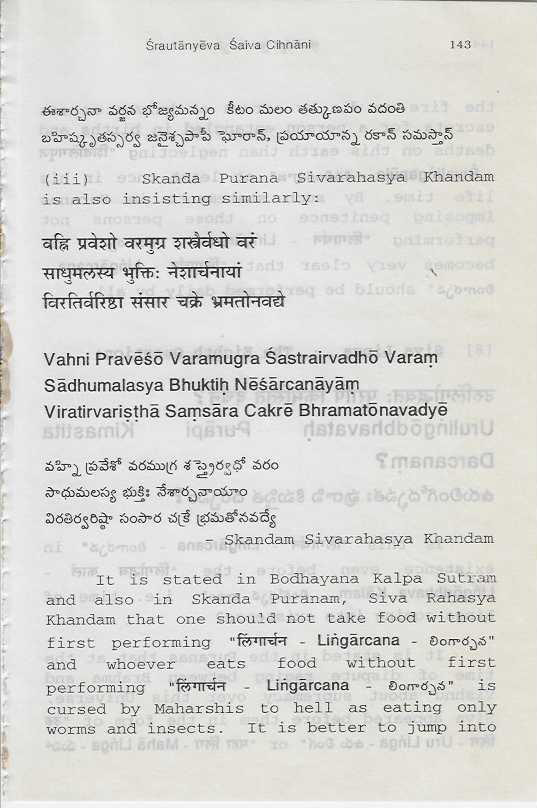 Śrautānyēva Śaiva Cihnāni 143
ఈశార్చనా వర్జన భోజ్యమన్నం కీటం మలం తత్కుణపం వదంతి
బహిష్కృతస్సర్వ జనైశ్చపాపీ ఘోరాన్, ప్రయాయాన్న రకాన్ సమస్తాన్
(iii) Skanda Purana Sivarahasya Khandam
is also insisting similarly:
वह्नि प्रवेशो वरमुग्र शस्त्रैर्वधो वरं
साधुमलस्य भुक्तिः नेशार्चनायां
विरतिर्वरिष्ठा संसार चक्रे भ्रमतोनवद्ये
Vahni Pravēśō Varamugra Śastrairvadhō Varaṃ
Sādhumalasya Bhuktiḥ Nēśārcanāyāṃ
Viratirvariṣṭhā Saṃsāra Cakrē Bhramatōnavadyē
వహ్ని ప్రవేశో వరముగ్ర శస్త్రైర్వధో వరం
సాధుమలస్య భుక్తిః నేశార్చనాయాం
విరతిర్వరిష్ఠా సంసార చక్రే భ్రమతోనవద్యే
- Skandam Sivarahasya Khandam
It is stated in Bodhayana Kalpa Sutram
and also in Skanda Puranam, Siva Rahasya
Khandam that one should not take food without
first performing "लिंगार्चन - Liṅgārcana - లింగార్చన"
and whoever eats food without first
performing "लिंगार्चन - Liṅgārcana - లింగార్చన" is
cursed by Maharshis to hell as eating only
worms and insects. It is better to jump into